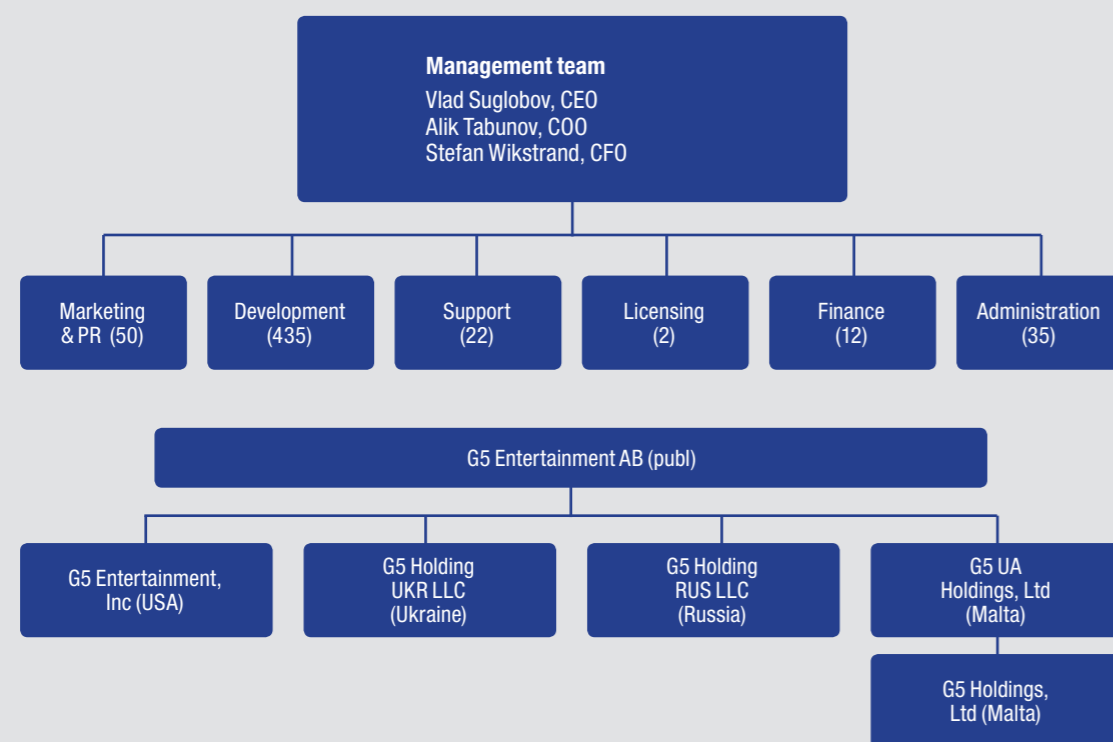 Management team
Vlad Suglobov, CEO
Alik Tabunov, COO
Stefan Wikstrand, CFO
Marketing
& PR (50)
Development
(435)
Support
(22)
Licensing
(2)
Finance
(12)
Administration
(35)
G5 Entertainment AB (publ)
G5 Entertainment,
Inc (USA)
G5 Holding
UKR LLC
(Ukraine)
G5 Holding
RUS LLC
(Russia)
G5 UA
Holdings, Ltd
(Malta)
G5 Holdings,
Ltd (Malta)